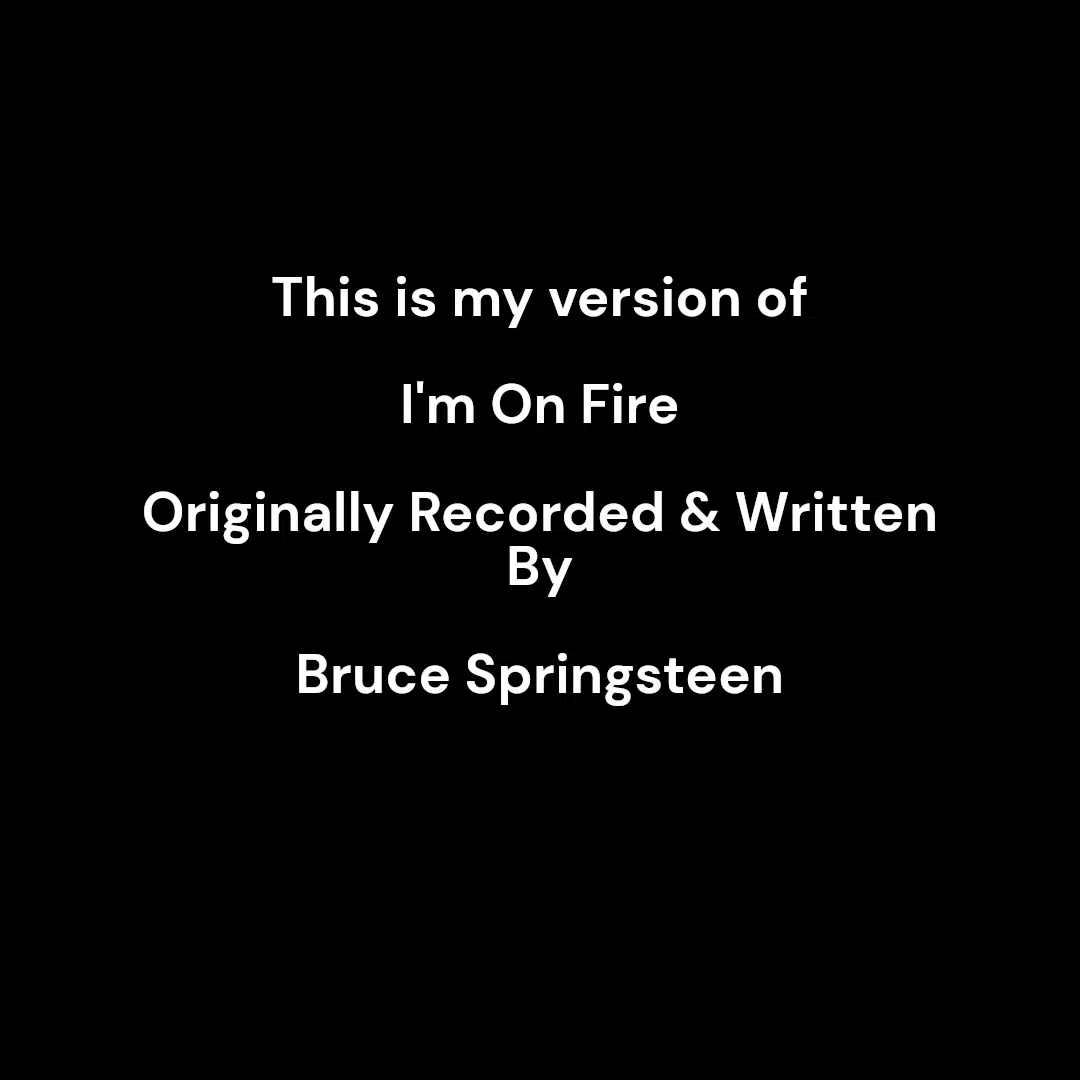 This is my version of
I'm On Fire
Originally Recorded & Written
By
Bruce Springsteen